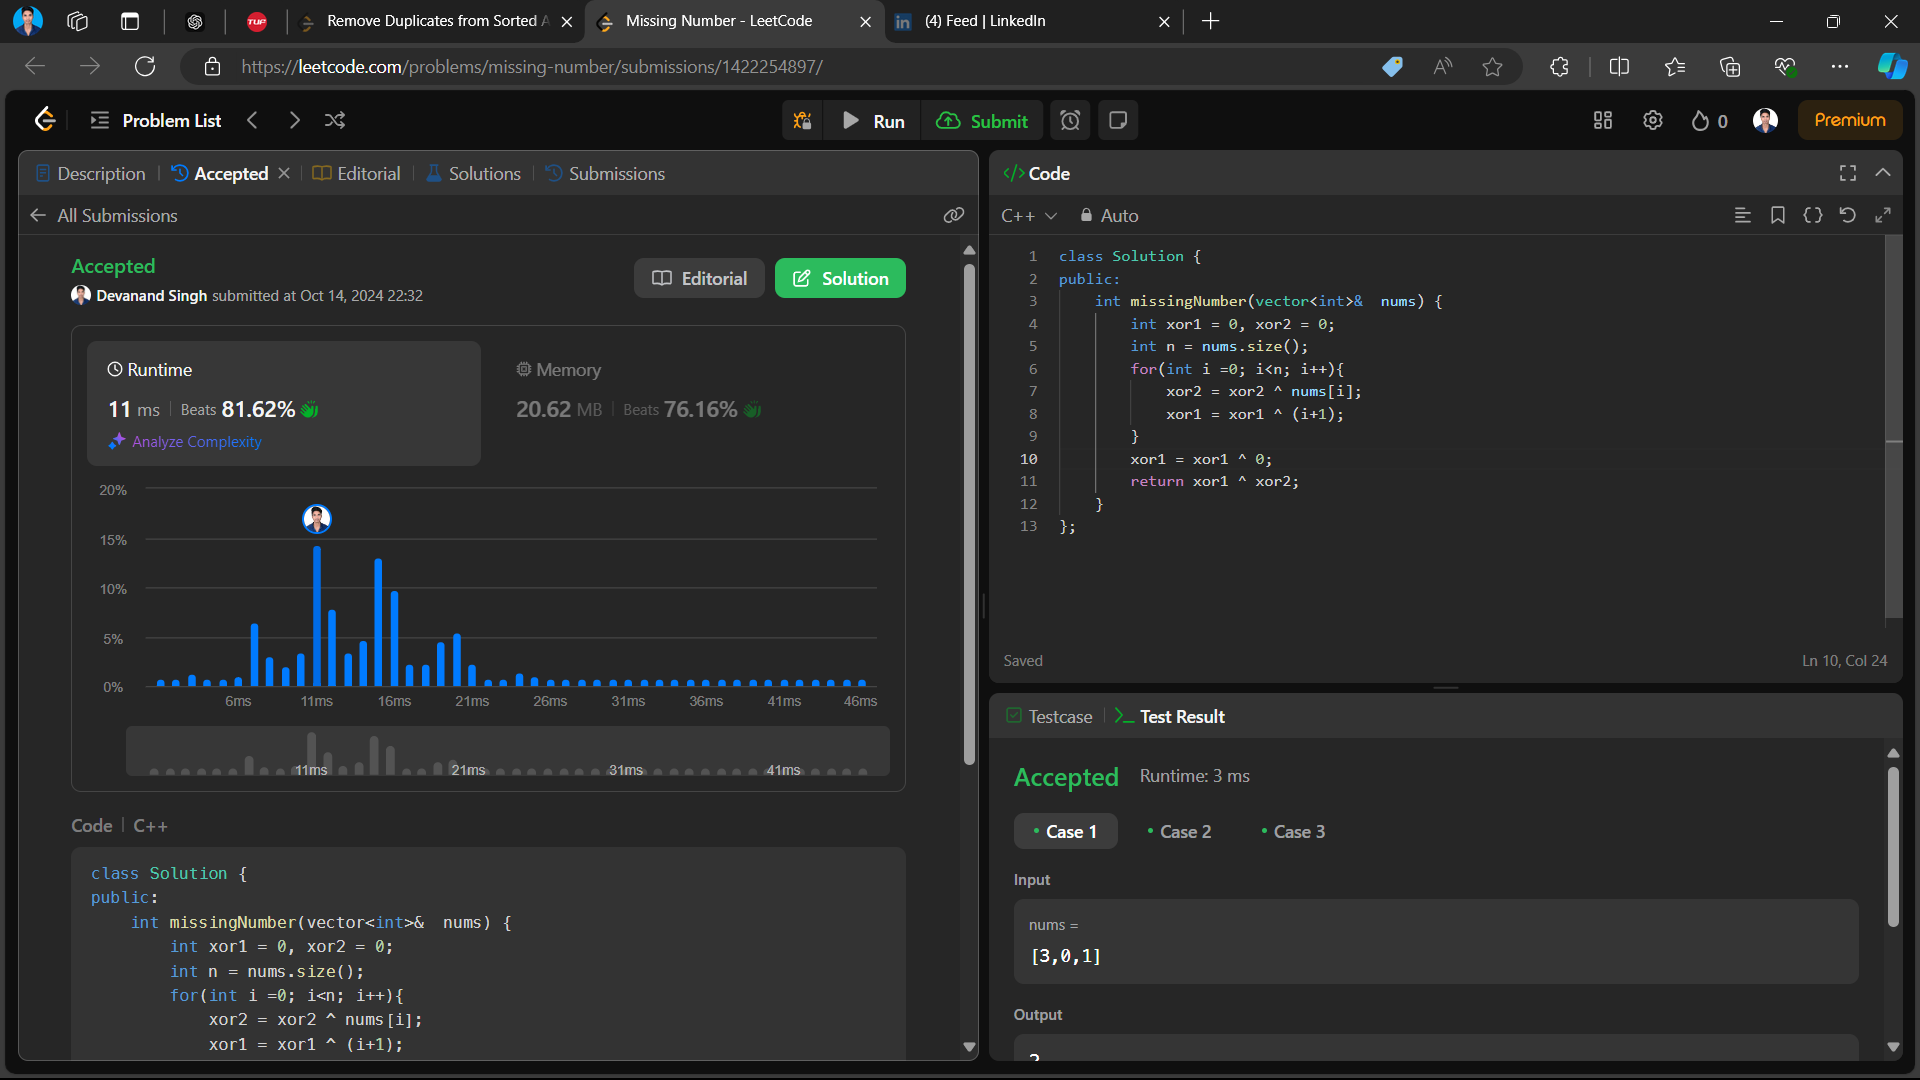 TUF
Remove Duplicates from Sorted A
Missing Number - LeetCode
(4) Feed | LinkedIn
https://leetcode.com/problems/missing-number/submissions/1422254897/
Problem List
Run
Submit
0
Premium
Description
Accepted
Editorial
Solutions
Submissions
All Submissions
Accepted
Devanand Singh submitted at Oct 14, 2024 22:32
Editorial
Solution
Runtime
11 ms | Beats 81.62%
Analyze Complexity
Memory
20.62 MB | Beats 76.16%
20%
15%
10%
5%
0%
6ms 11ms 16ms 21ms 26ms 31ms 36ms 41ms 46ms
11ms 21ms 31ms 41ms
Code | C++
class Solution {
public:
int missingNumber(vector<int>& nums) {
int xor1 = 0, xor2 = 0;
int n = nums.size();
for(int i =0; i<n; i++){
xor2 = xor2 ^ nums[i];
xor1 = xor1 ^ (i+1);
</> Code
C++ Auto
1 class Solution {
2 public:
3 int missingNumber(vector<int>& nums) {
4 int xor1 = 0, xor2 = 0;
5 int n = nums.size();
6 for(int i =0; i<n; i++){
7 xor2 = xor2 ^ nums[i];
8 xor1 = xor1 ^ (i+1);
9 }
10 xor1 = xor1 ^ 0;
11 return xor1 ^ xor2;
12 }
13 };
Saved
Ln 10, Col 24
Testcase
Test Result
Accepted Runtime: 3 ms
Case 1
Case 2
Case 3
Input
nums =
[3,0,1]
Output